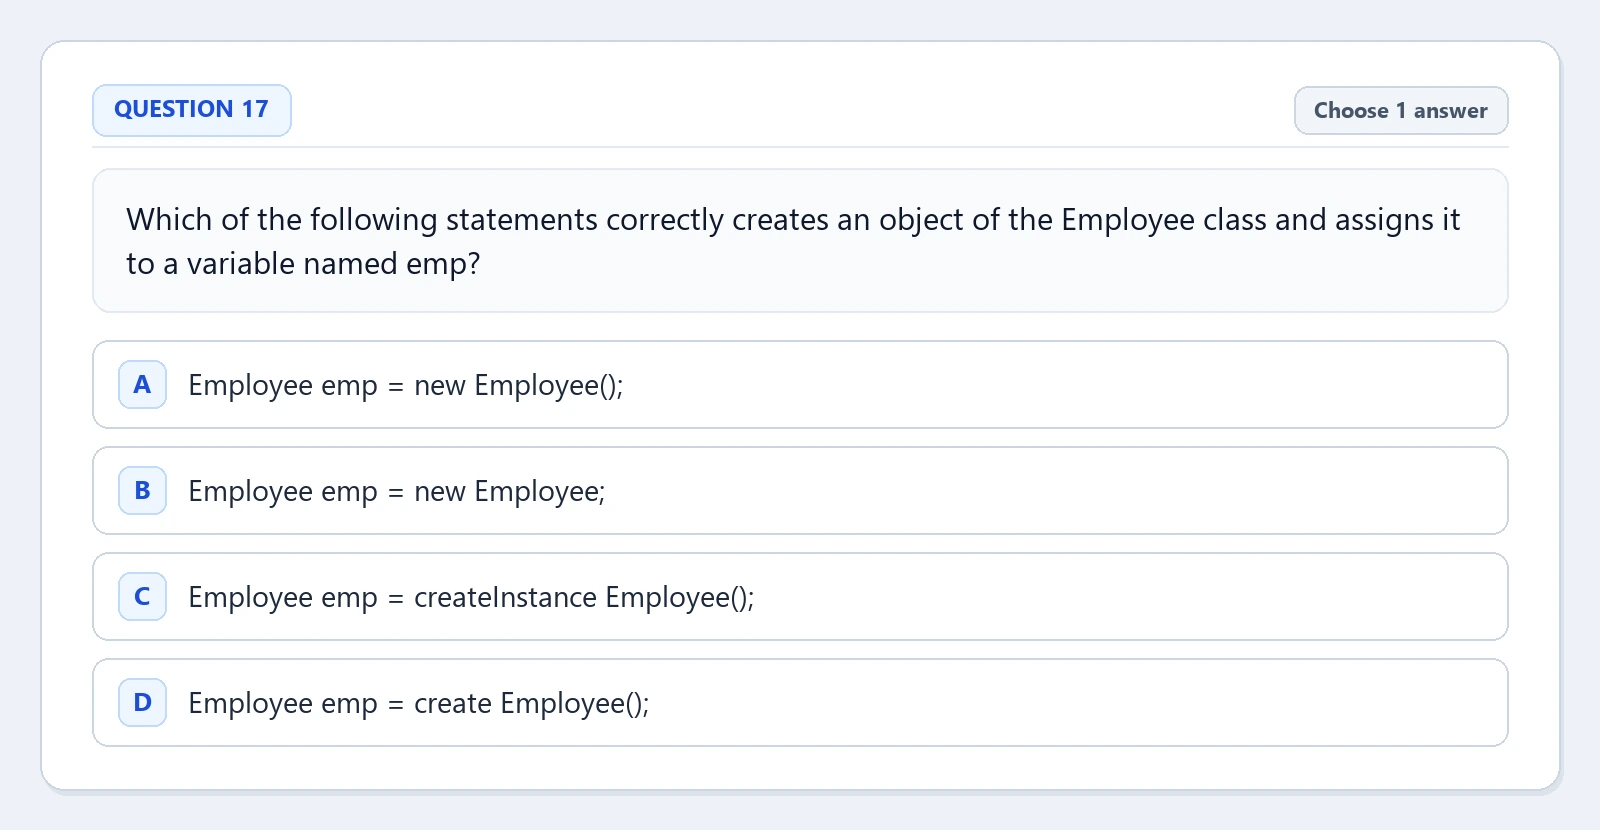 QUESTION 17
Choose 1 answer
Which of the following statements correctly creates an object of the Employee class and assigns it
to a variable named emp?
A Employee emp = new Employee();
B Employee emp = new Employee;
C Employee emp = createInstance Employee();
D Employee emp = create Employee();